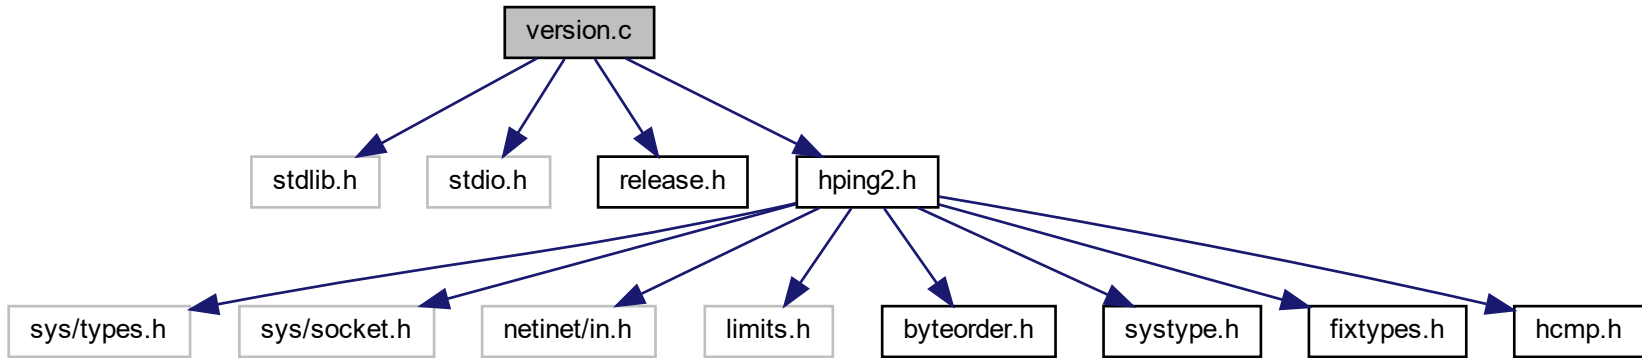 version.c
stdlib.h
stdio.h
release.h
hping2.h
sys/types.h
sys/socket.h
netinet/in.h
limits.h
byteorder.h
systype.h
fixtypes.h
hcmp.h